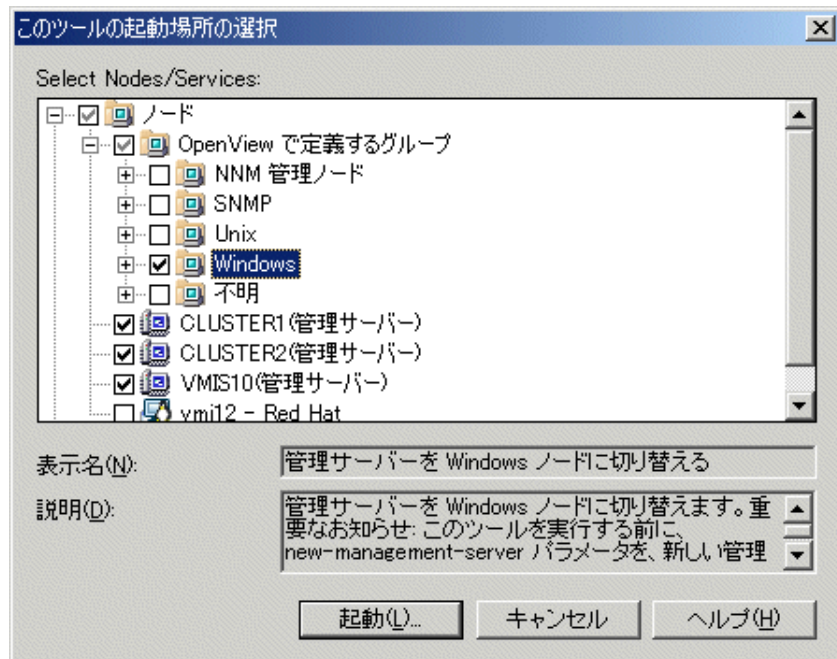 このツールの起動場所の選択
Select Nodes/Services:
ノード
OpenView で定義するグループ
NNM 管理ノード
SNMP
Unix
Windows
不明
CLUSTER1(管理サーバー)
CLUSTER2(管理サーバー)
VMIS10(管理サーバー)
vmi12 - Red Hat
表示名(N):
管理サーバーを Windows ノードに切り替える
説明(D):
管理サーバーを Windows ノードに切り替えます。重
要なお知らせ: このツールを実行する前に、
new-management-server パラメータを、新しい管理
起動(L)...
キャンセル
ヘルプ(H)